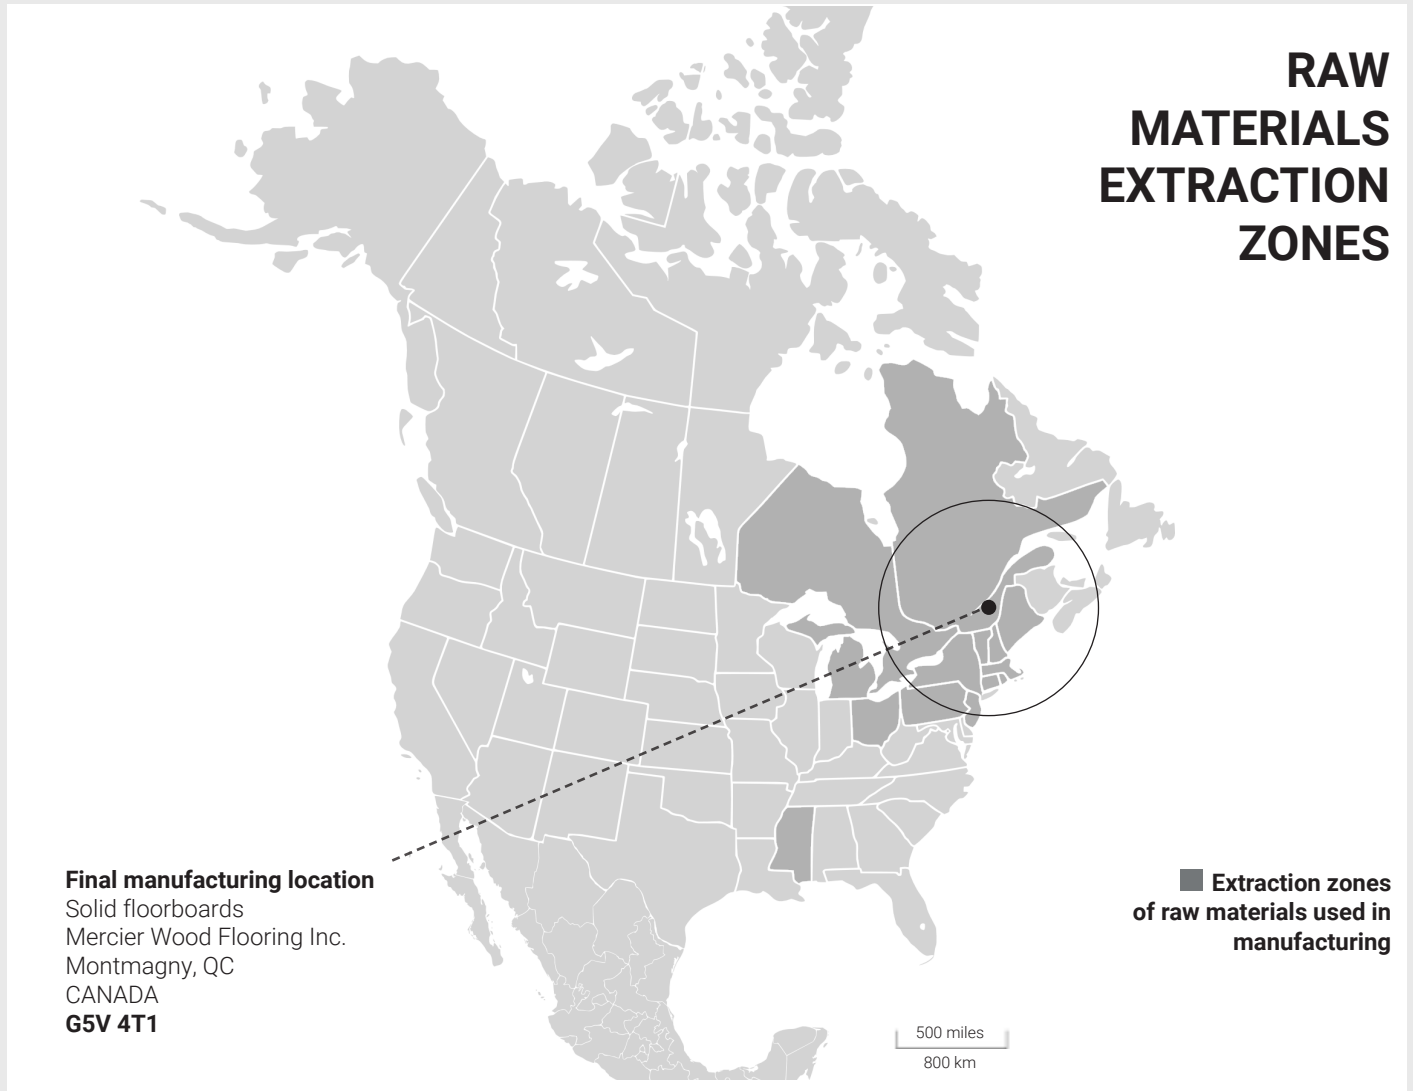 RAW
MATERIALS
EXTRACTION
ZONES
Final manufacturing location
Solid floorboards
Mercier Wood Flooring Inc.
Montmagny, QC
CANADA
G5V 4T1
Extraction zones
of raw materials used in
manufacturing
500 miles
800 km